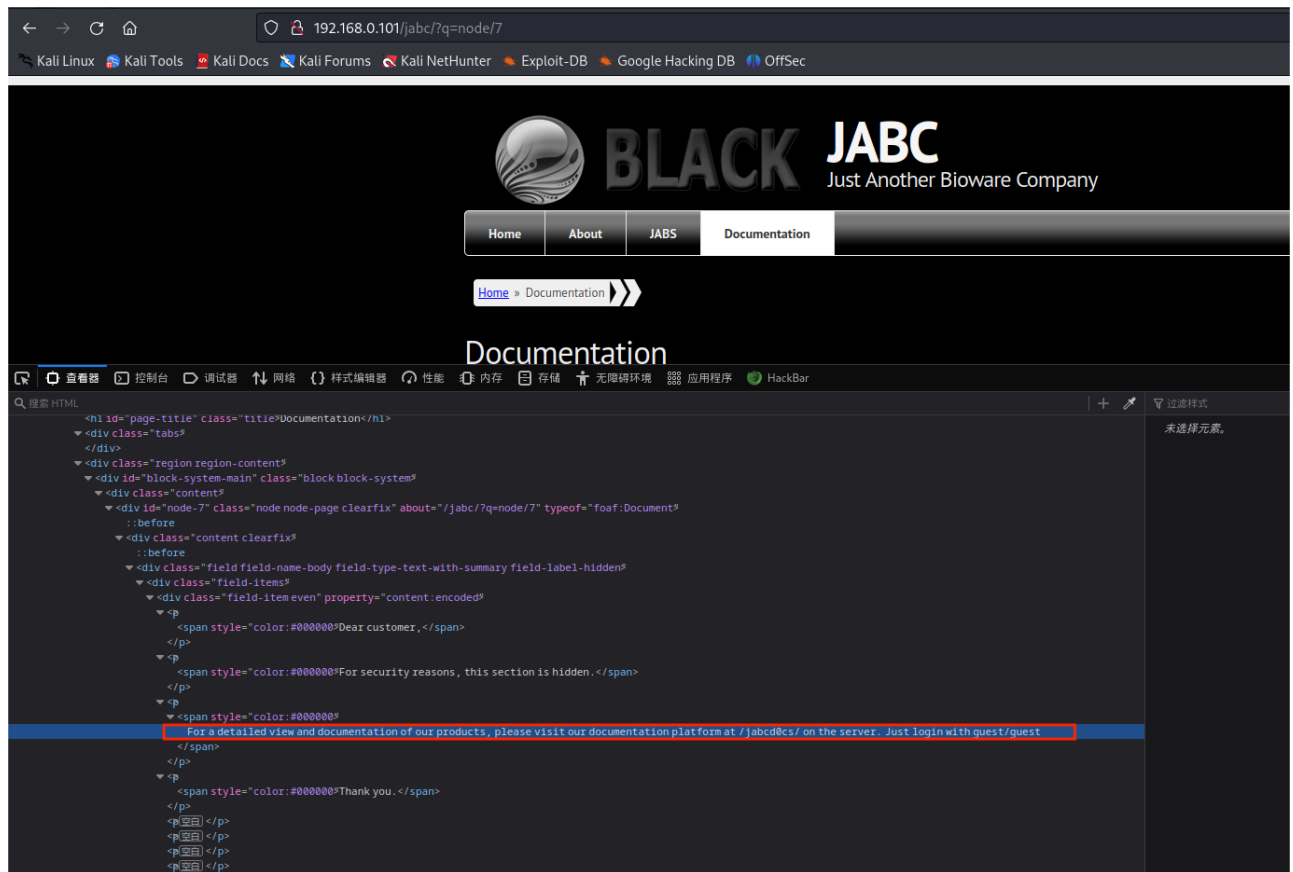 192.168.0.101/jabc/?q=node/7
Kali Linux Kali Tools Kali Docs Kali Forums Kali NetHunter Exploit-DB Google Hacking DB OffSec
BLACK
JABC
Just Another Bioware Company
Home About JABS Documentation
Home » Documentation
Documentation
查看器 控制台 调试器 网络 {} 样式编辑器 性能 内存 存储 无障碍环境 应用程序 HackBar
搜索 HTML + 过滤样式
<h1 id="page-title" class="title">Documentation</h1>
未选择元素。
<div class="tabs">
</div>
<div class="region region-content">
<div id="block-system-main" class="block block-system">
<div class="content">
<div id="node-7" class="node node-page clearfix" about="/jabc/?q=node/7" typeof="foaf:Document">
::before
<div class="content clearfix">
::before
<div class="field field-name-body field-type-text-with-summary field-label-hidden">
<div class="field-items">
<div class="field-item even" property="content:encoded">
<p>
<span style="color:#000000">Dear customer,</span>
</p>
<p>
<span style="color:#000000">For security reasons, this section is hidden.</span>
</p>
<p>
<span style="color:#000000">
For a detailed view and documentation of our products, please visit our documentation platform at /jabcd0cs/ on the server. Just login with guest/guest
</span>
</p>
<p>
<span style="color:#000000">Thank you.</span>
</p>
<p>空白</p>
<p>空白</p>
<p>空白</p>
<p>空白</p>